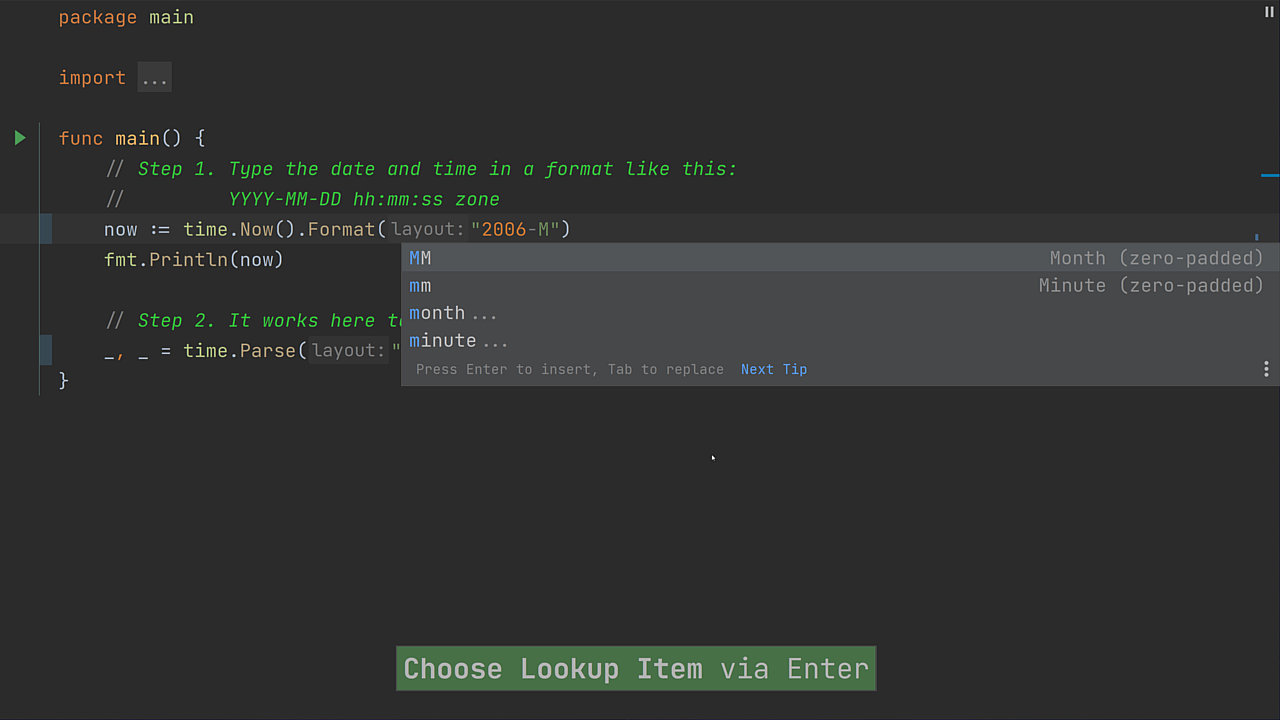 package main
import ...
func main() {
// Step 1. Type the date and time in a format like this:
// YYYY-MM-DD hh:mm:ss zone
now := time.Now().Format(layout: "2006-M")
fmt.Println(now)
MM Month (zero-padded)
mm Minute (zero-padded)
month ...
minute ...
Press Enter to insert, Tab to replace Next Tip
// Step 2. It works here
_, _ = time.Parse(layout: "
}
Choose Lookup Item via Enter